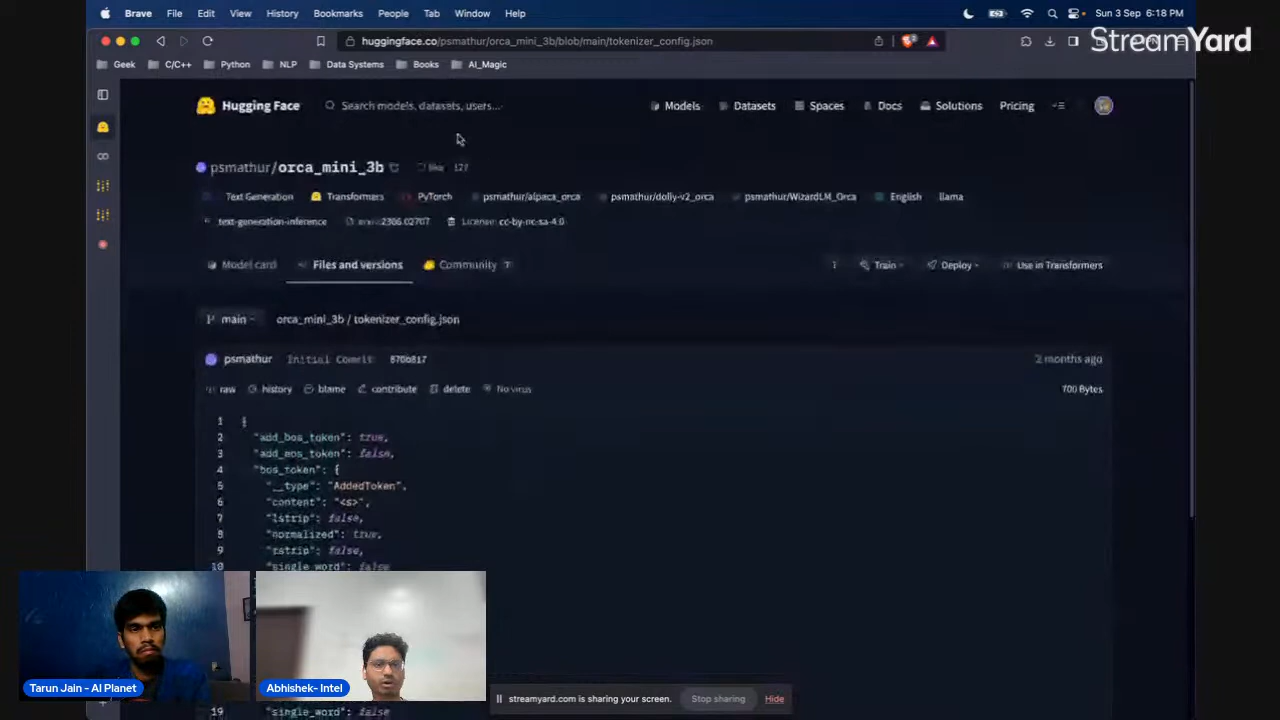 Brave File Edit View History Bookmarks People Tab Window Help Sun 3 Sep 6:18 PM
StreamYard
huggingface.co/psmathur/orca_mini_3b/blob/main/tokenizer_config.json
Geek C/C++ Python NLP Data Systems Books AI_Magic
Hugging Face Search models, datasets, users... Models Datasets Spaces Docs Solutions Pricing
psmathur/orca_mini_3b like 127
Text Generation Transformers PyTorch psmathur/alpaca_orca psmathur/dolly-v2_orca psmathur/WizardLM_Orca English llama
text-generation-inference arxiv:2306.02707 License: cc-by-nc-sa-4.0
Model card Files and versions Community 7 Train Deploy Use in Transformers
main orca_mini_3b / tokenizer_config.json
psmathur Initial Commit 2 months ago
raw history blame contribute delete No virus 700 Bytes
1 {
2 "add_bos_token": true,
3 "add_eos_token": false,
4 "bos_token": {
5 "__type": "AddedToken",
6 "content": "<s>",
7 "lstrip": false,
8 "normalized": true,
9 "rstrip": false,
10 "single_word": false
19 "single_word": false
Tarun Jain - AI Planet
Abhishek- Intel
streamyard.com is sharing your screen. Stop sharing Hide